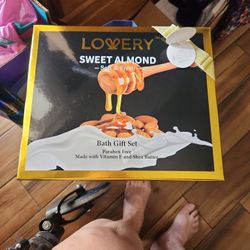 LOVERY
SWEET ALMOND
Bath Gift Set
Paraben Free
Made with Vitamin E and Shea Butter